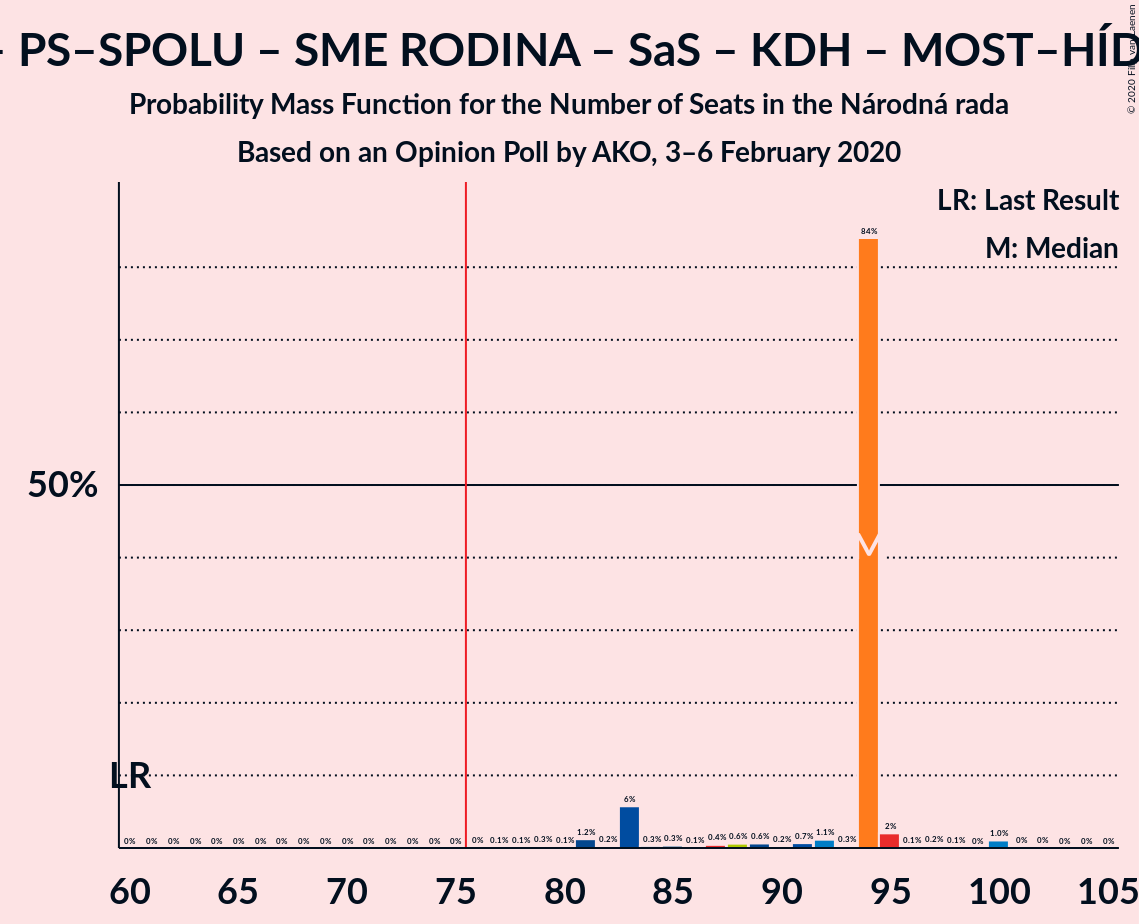 – PS–SPOLU – SME RODINA – SaS – KDH – MOST–HÍD
© 2020 Filip van Laenen
Probability Mass Function for the Number of Seats in the Národná rada
Based on an Opinion Poll by AKO, 3–6 February 2020
LR: Last Result
M: Median
84%
50%
LR
0% 0% 0% 0% 0% 0% 0% 0% 0% 0% 0% 0% 0% 0% 0% 0% 0% 0.1% 0.1% 0.3% 0.1% 1.2% 0.2% 6% 0.3% 0.3% 0.1% 0.4% 0.6% 0.6% 0.2% 0.7% 1.1% 0.3% 2% 0.1% 0.2% 0.1% 0% 1.0% 0% 0% 0% 0% 0%
60 65 70 75 80 85 90 95 100 105